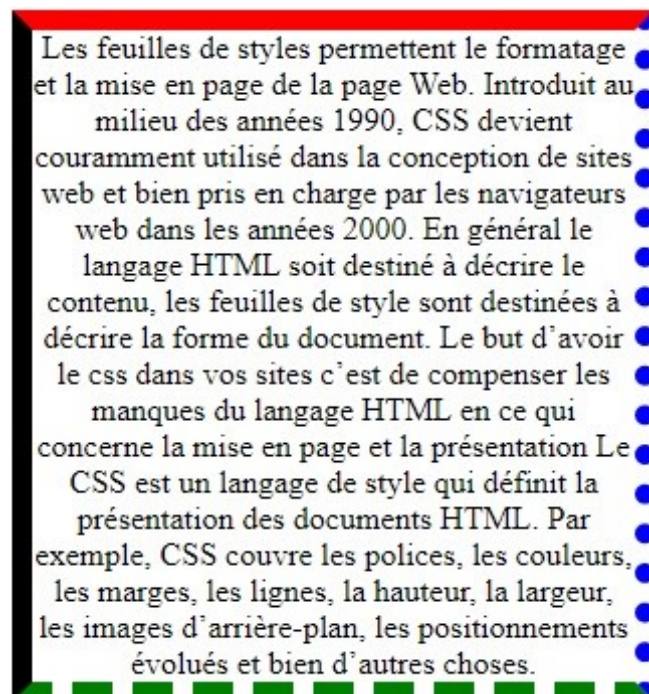 Les feuilles de styles permettent le formatage
et la mise en page de la page Web. Introduit au
milieu des années 1990, CSS devient
couramment utilisé dans la conception de sites
web et bien pris en charge par les navigateurs
web dans les années 2000. En général le
langage HTML soit destiné à décrire le
contenu, les feuilles de style sont destinées à
décrire la forme du document. Le but d’avoir
le css dans vos sites c’est de compenser les
manques du langage HTML en ce qui
concerne la mise en page et la présentation Le
CSS est un langage de style qui définit la
présentation des documents HTML. Par
exemple, CSS couvre les polices, les couleurs,
les marges, les lignes, la hauteur, la largeur,
les images d’arrière-plan, les positionnements
évolués et bien d’autres choses.